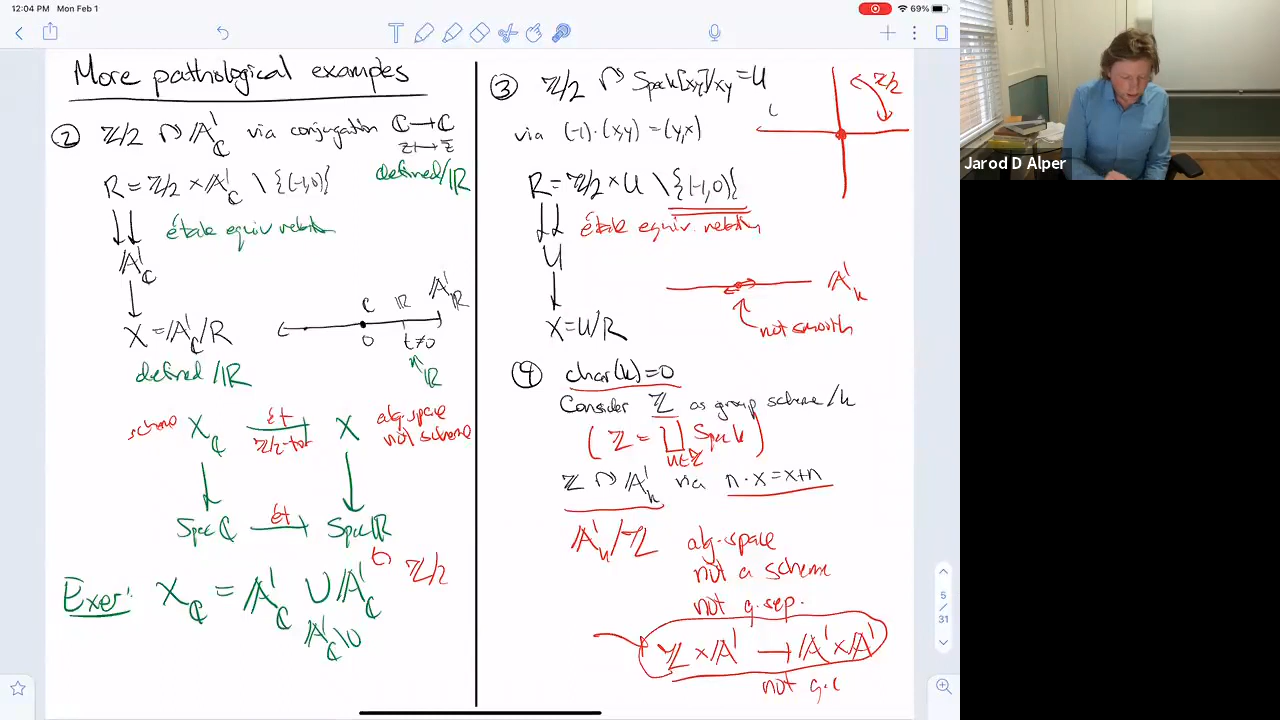 12:04 PM Mon Feb 1
69%
More pathological examples
② ℤ/2 ↷ 𝔸¹_ℂ via conjugation ℂ → ℂ
z ↦ z̄
defined/ℝ
R = ℤ/2 × 𝔸¹_ℂ \ {(-1,0)}
étale equiv relation
𝔸¹_ℂ
X = 𝔸¹_ℂ/R
defined/ℝ
ℂ ℝ 𝔸¹_ℝ
0 t≠0
ℝ
scheme X_ℂ ét X alg. space
ℤ/2-tor not scheme
Spec ℂ ét Spec ℝ
Exer: X_ℂ = 𝔸¹_ℂ ∪ 𝔸¹_ℂ ℤ/2
𝔸¹_ℂ\0
③ ℤ/2 ↷ Spec k[x,y]/xy = U
via (-1)·(x,y) = (y,x)
ℤ/2
R = ℤ/2 × U \ {(-1,0)}
étale equiv. relation
U
𝔸¹_k
not smooth
X = U/R
④ char(k)=0
Consider ℤ as group scheme/k
(ℤ = ∐ Spec k)
n∈ℤ
ℤ ↷ 𝔸¹_k via n·x = x+n
𝔸¹_k/ℤ alg. space
not a scheme
not q. sep.
ℤ × 𝔸¹ → 𝔸¹ × 𝔸¹
not q.c
5
/
31
Jarod D Alper